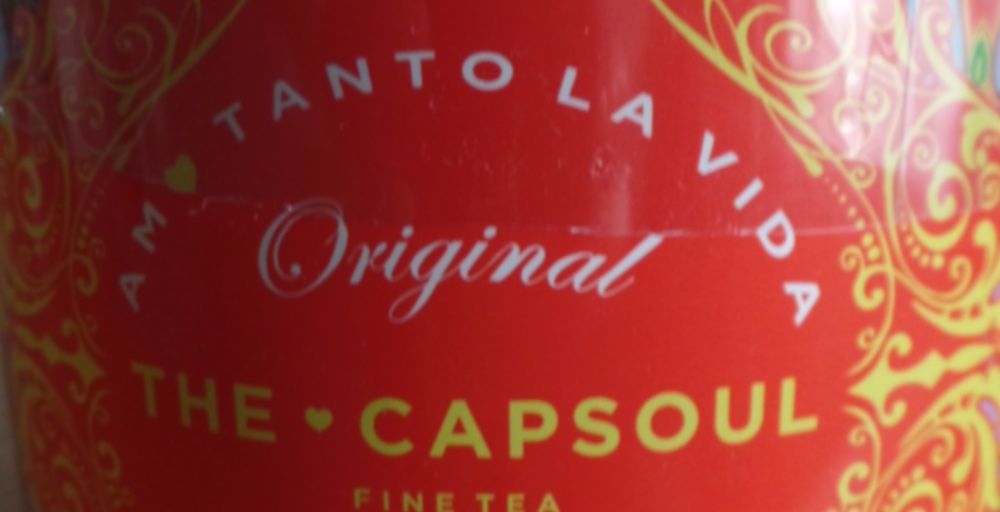 AM♥ TANTO LA VIDA
Original
THE ♥ CAPSOUL
FINE TEA